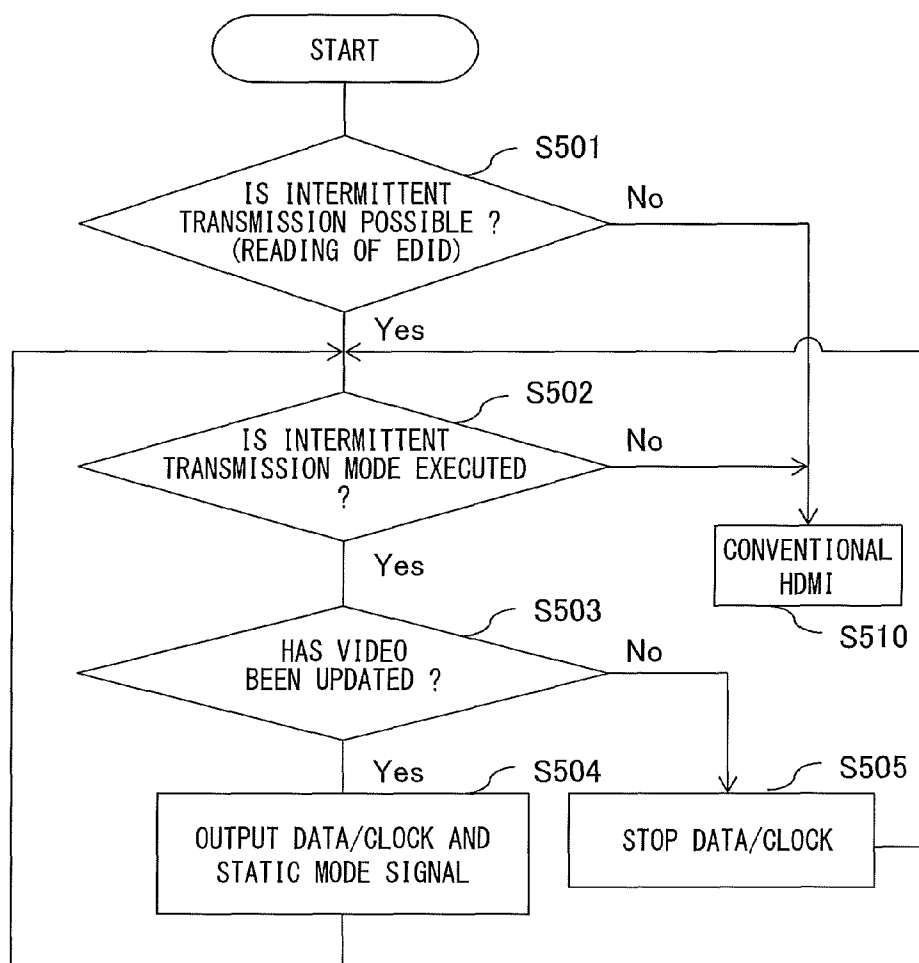 START
S501
IS INTERMITTENT
TRANSMISSION POSSIBLE ?
(READING OF EDID)
No
Yes
S502
IS INTERMITTENT
TRANSMISSION MODE EXECUTED
?
No
Yes
CONVENTIONAL
HDMI
S510
S503
HAS VIDEO
BEEN UPDATED ?
No
Yes
S504
OUTPUT DATA/CLOCK AND
STATIC MODE SIGNAL
S505
STOP DATA/CLOCK